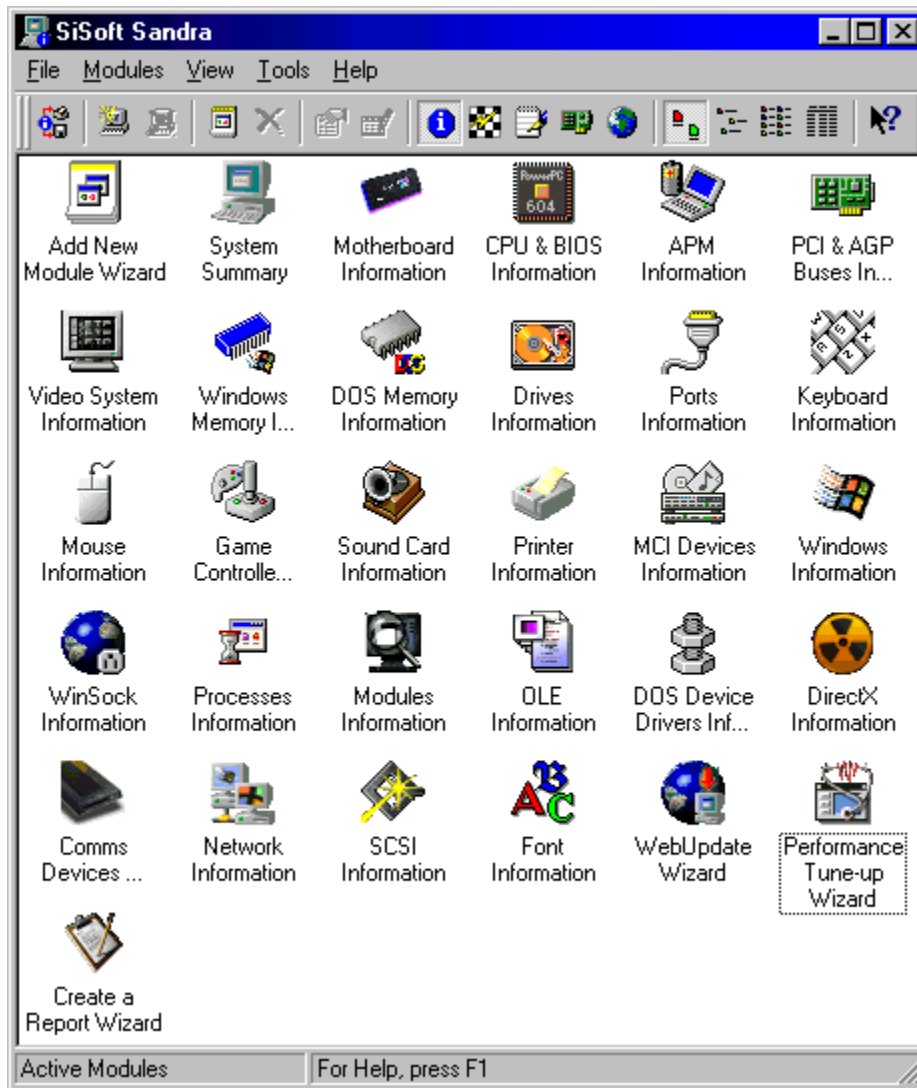 SiSoft Sandra
File Modules View Tools Help
Add New
Module Wizard
System
Summary
Motherboard
Information
PowerPC
604
CPU & BIOS
Information
APM
Information
PCI & AGP
Buses In...
Video System
Information
Windows
Memory I...
DOS Memory
Information
Drives
Information
Ports
Information
Keyboard
Information
Mouse
Information
Game
Controlle...
Sound Card
Information
Printer
Information
MCI Devices
Information
Windows
Information
WinSock
Information
Processes
Information
Modules
Information
OLE
Information
DOS Device
Drivers Inf...
DirectX
Information
Comms
Devices ...
Network
Information
SCSI
Information
ABC
Font
Information
WebUpdate
Wizard
Performance
Tune-up
Wizard
Create a
Report Wizard
Active Modules
For Help, press F1